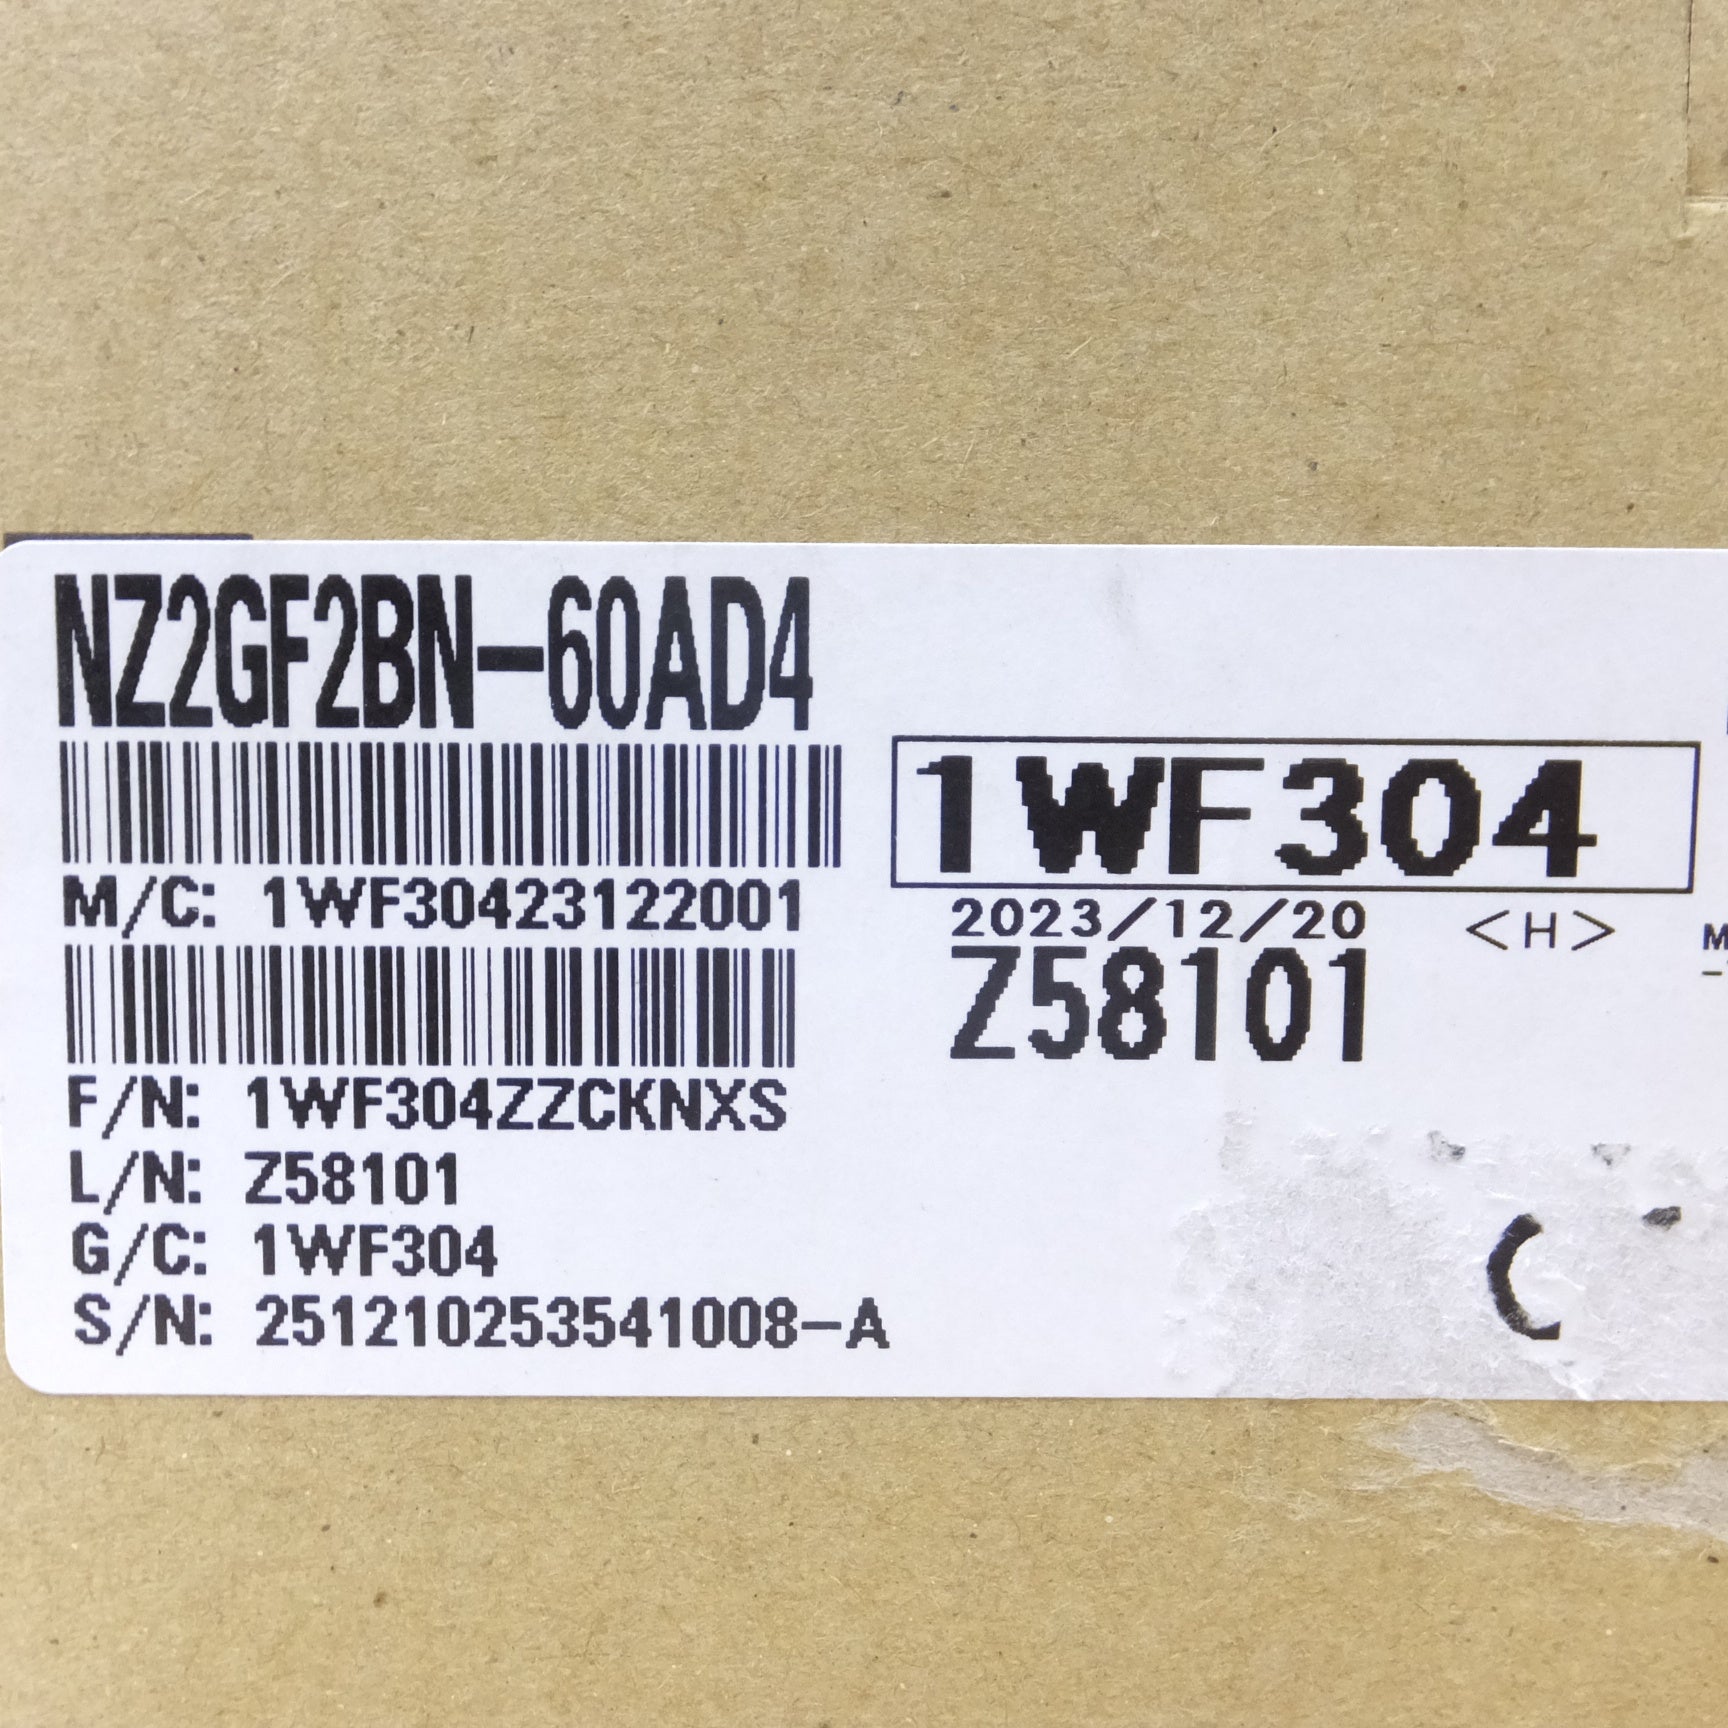 NZ2GF2BN-60AD4
M/C: 1WF30423122001
F/N: 1WF304ZZCKNXS
L/N: Z58101
G/C: 1WF304
S/N: 251210253541008-A
1WF304
2023/12/20 <H>
Z58101